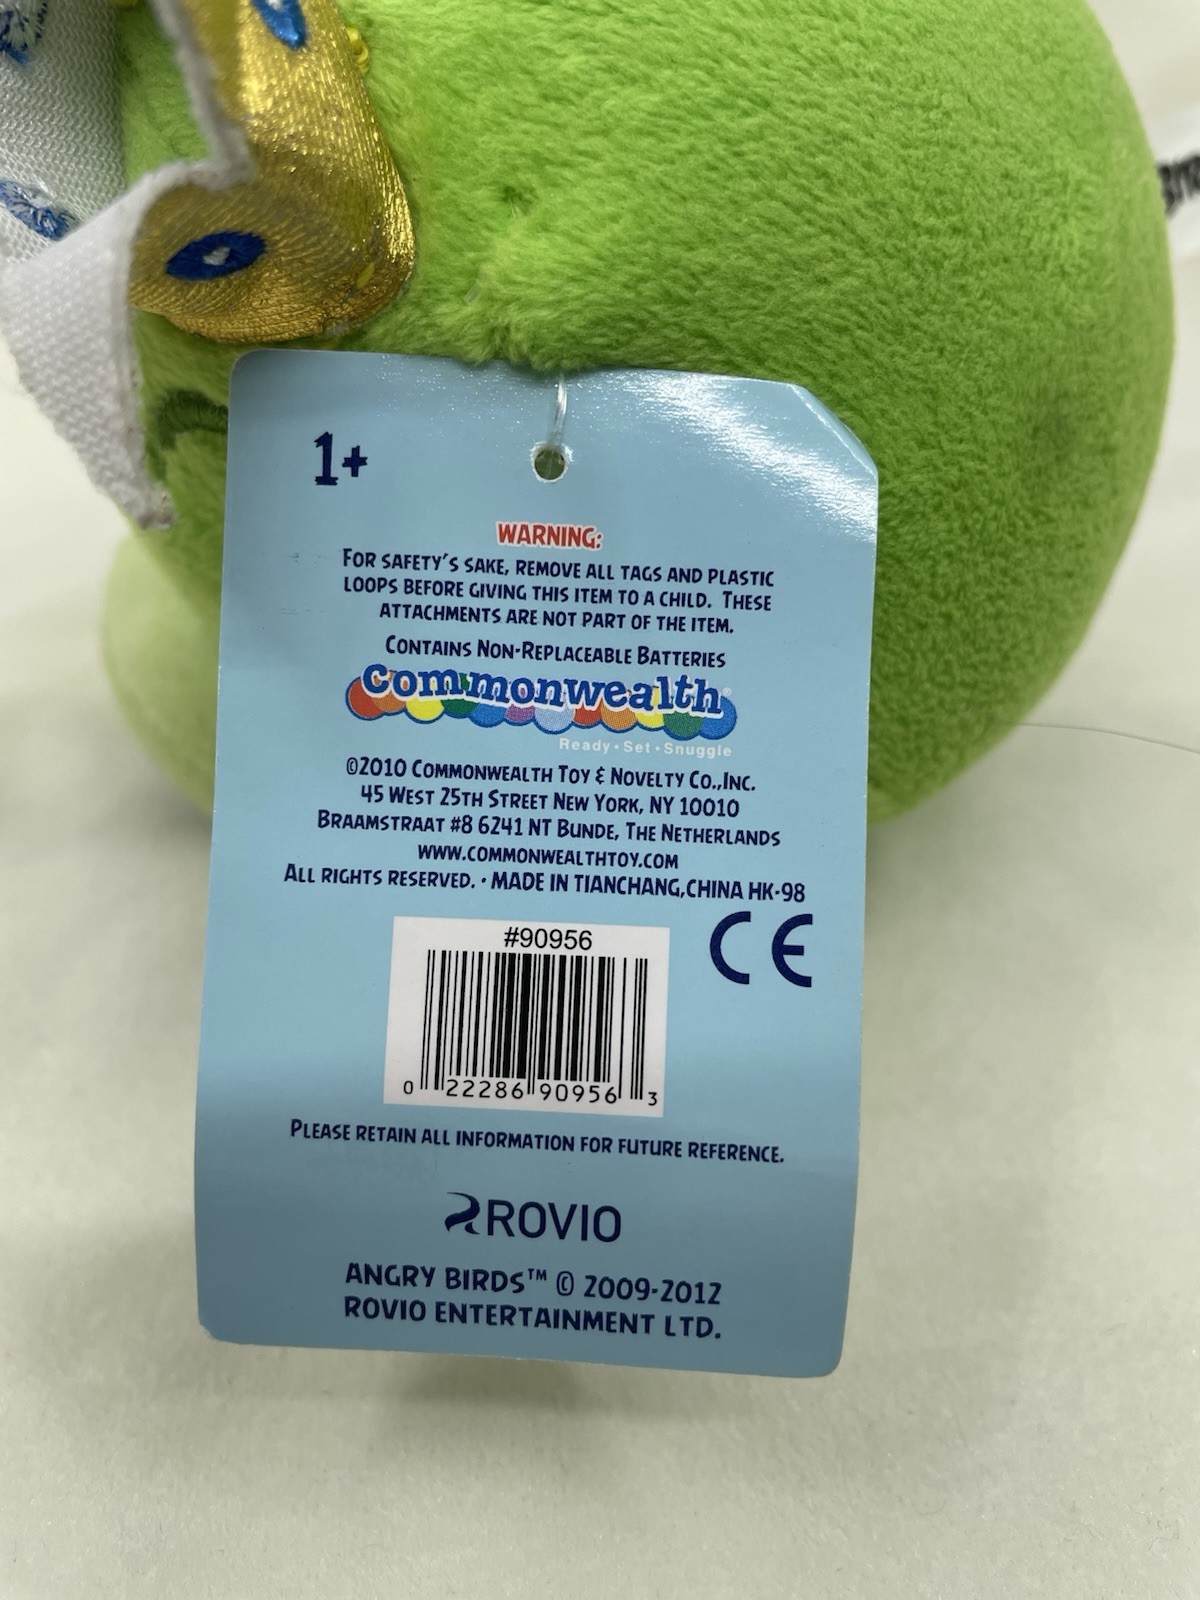 1+
WARNING:
FOR SAFETY'S SAKE, REMOVE ALL TAGS AND PLASTIC
LOOPS BEFORE GIVING THIS ITEM TO A CHILD. THESE
ATTACHMENTS ARE NOT PART OF THE ITEM.
CONTAINS NON-REPLACEABLE BATTERIES
commonwealth®
Ready • Set • Snuggle
©2010 COMMONWEALTH TOY & NOVELTY CO.,INC.
45 WEST 25TH STREET NEW YORK, NY 10010
BRAAMSTRAAT #8 6241 NT BUNDE, THE NETHERLANDS
WWW.COMMONWEALTHTOY.COM
ALL RIGHTS RESERVED. • MADE IN TIANCHANG,CHINA HK-98
CE
#90956
0 22286 90956 3
PLEASE RETAIN ALL INFORMATION FOR FUTURE REFERENCE.
ROVIO
ANGRY BIRDS™ © 2009-2012
ROVIO ENTERTAINMENT LTD.